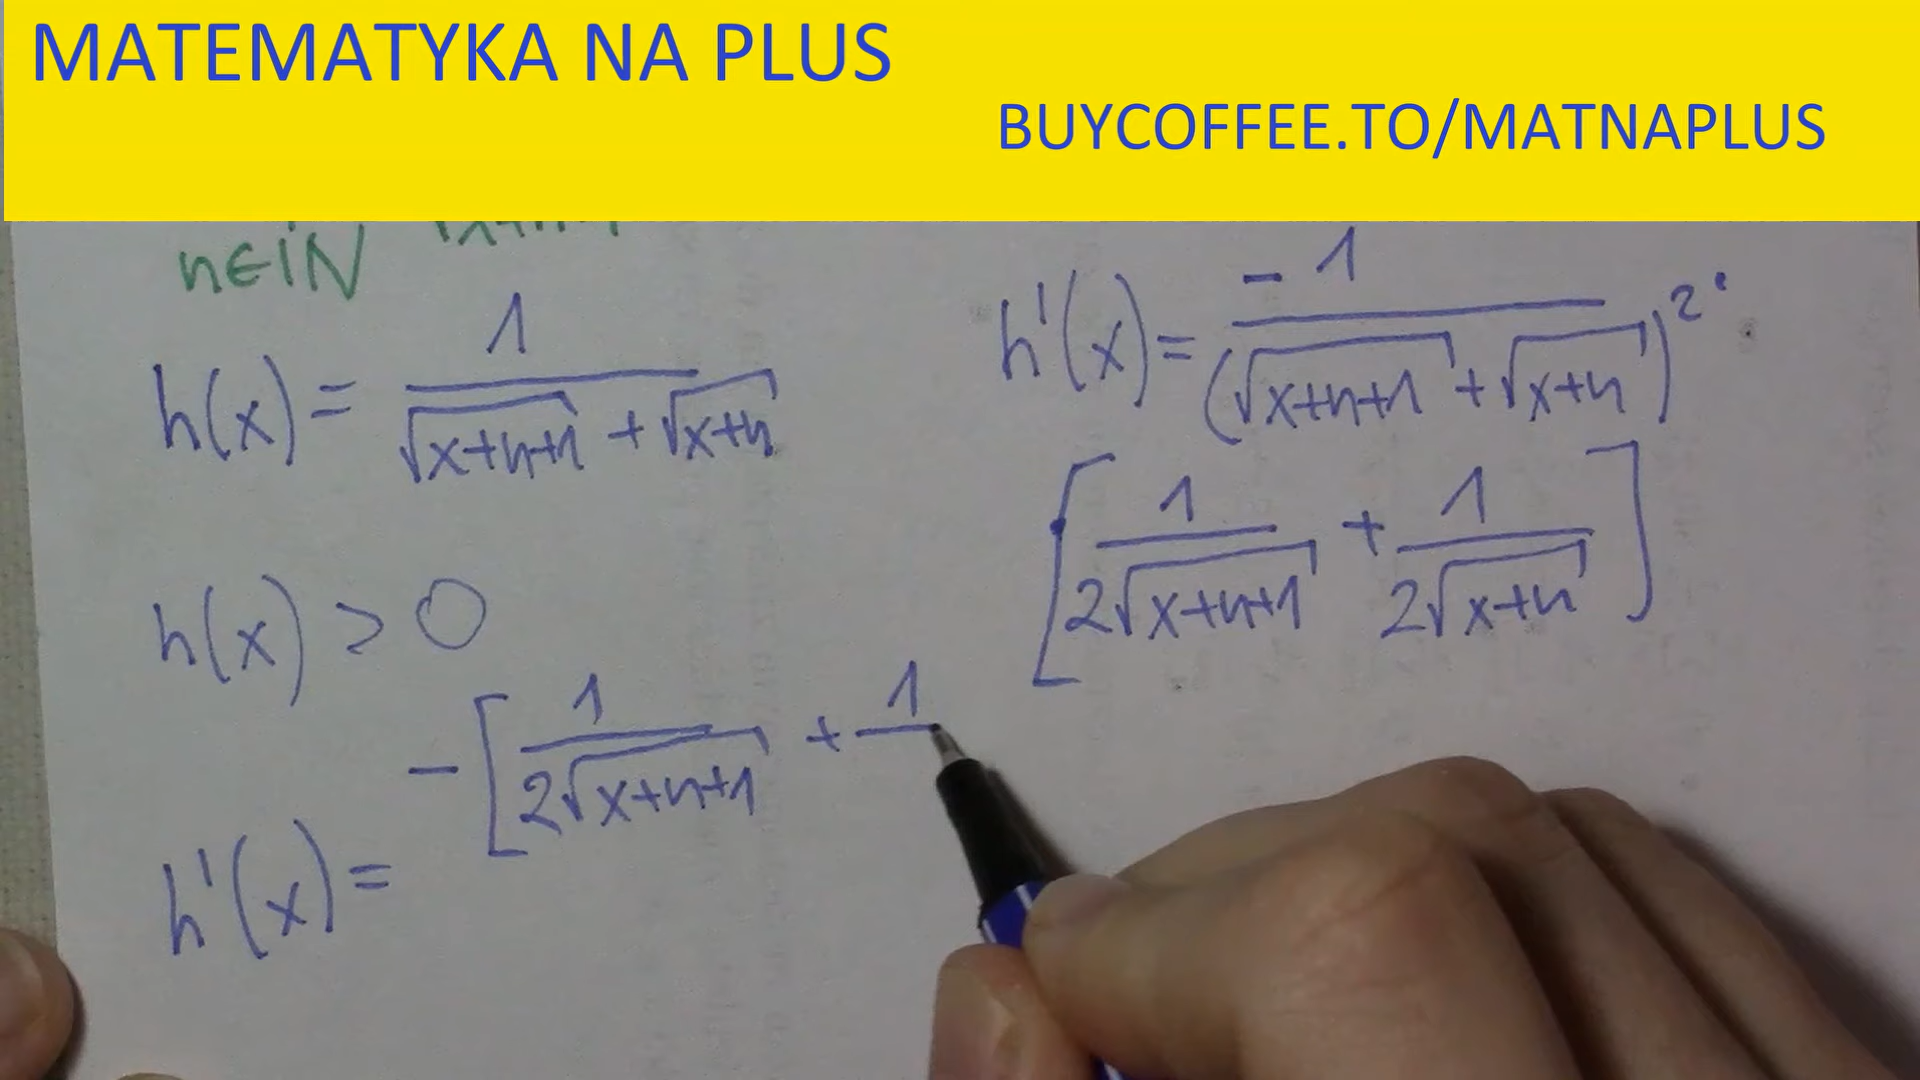 MATEMATYKA NA PLUS
BUYCOFFEE.TO/MATNAPLUS
n∈IN
h(x) = 1 / (√(x+n+1) + √(x+n))
h(x) > 0
h'(x) = - [ 1 / (2√(x+n+1)) + 1
h'(x) = -1 / (√(x+n+1) + √(x+n))² ·
[ 1 / (2√(x+n+1)) + 1 / (2√(x+n)) ]